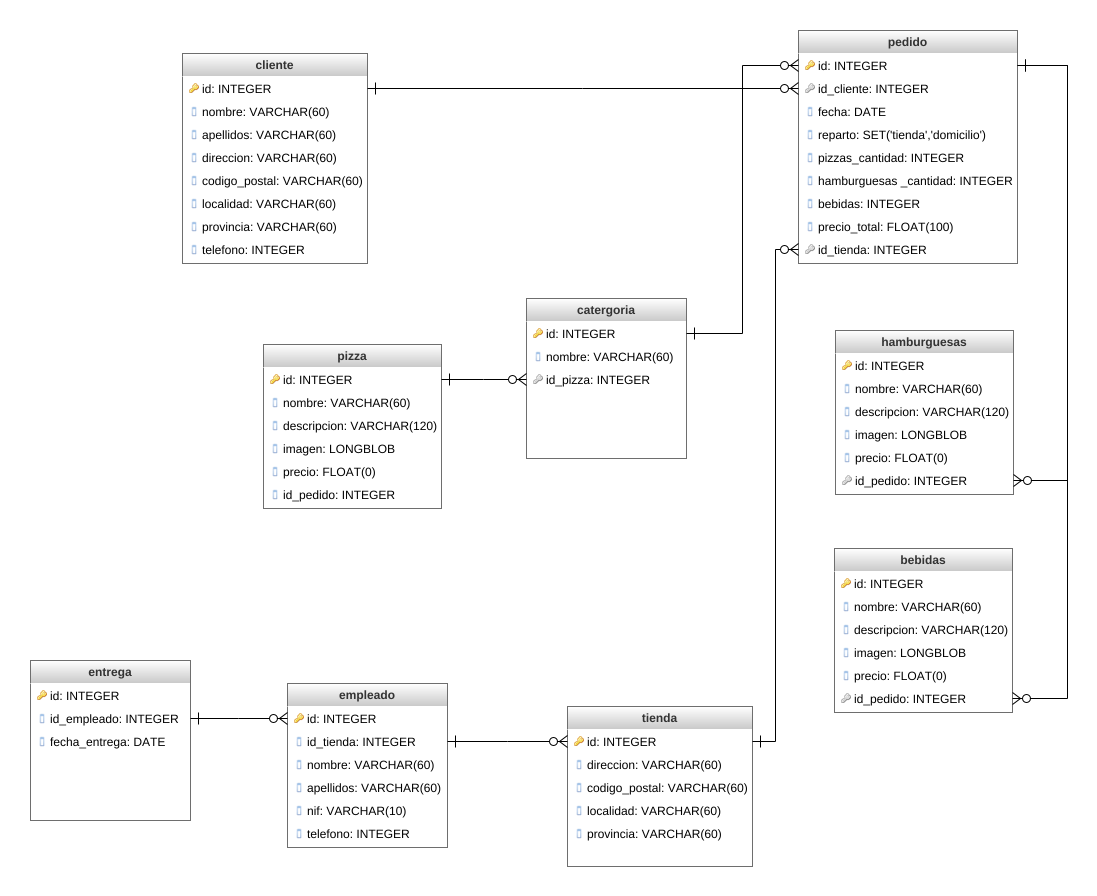 cliente
id: INTEGER
nombre: VARCHAR(60)
apellidos: VARCHAR(60)
direccion: VARCHAR(60)
codigo_postal: VARCHAR(60)
localidad: VARCHAR(60)
provincia: VARCHAR(60)
telefono: INTEGER
pedido
id: INTEGER
id_cliente: INTEGER
fecha: DATE
reparto: SET('tienda','domicilio')
pizzas_cantidad: INTEGER
hamburguesas _cantidad: INTEGER
bebidas: INTEGER
precio_total: FLOAT(100)
id_tienda: INTEGER
catergoria
id: INTEGER
nombre: VARCHAR(60)
id_pizza: INTEGER
pizza
id: INTEGER
nombre: VARCHAR(60)
descripcion: VARCHAR(120)
imagen: LONGBLOB
precio: FLOAT(0)
id_pedido: INTEGER
hamburguesas
id: INTEGER
nombre: VARCHAR(60)
descripcion: VARCHAR(120)
imagen: LONGBLOB
precio: FLOAT(0)
id_pedido: INTEGER
bebidas
id: INTEGER
nombre: VARCHAR(60)
descripcion: VARCHAR(120)
imagen: LONGBLOB
precio: FLOAT(0)
id_pedido: INTEGER
entrega
id: INTEGER
id_empleado: INTEGER
fecha_entrega: DATE
empleado
id: INTEGER
id_tienda: INTEGER
nombre: VARCHAR(60)
apellidos: VARCHAR(60)
nif: VARCHAR(10)
telefono: INTEGER
tienda
id: INTEGER
direccion: VARCHAR(60)
codigo_postal: VARCHAR(60)
localidad: VARCHAR(60)
provincia: VARCHAR(60)